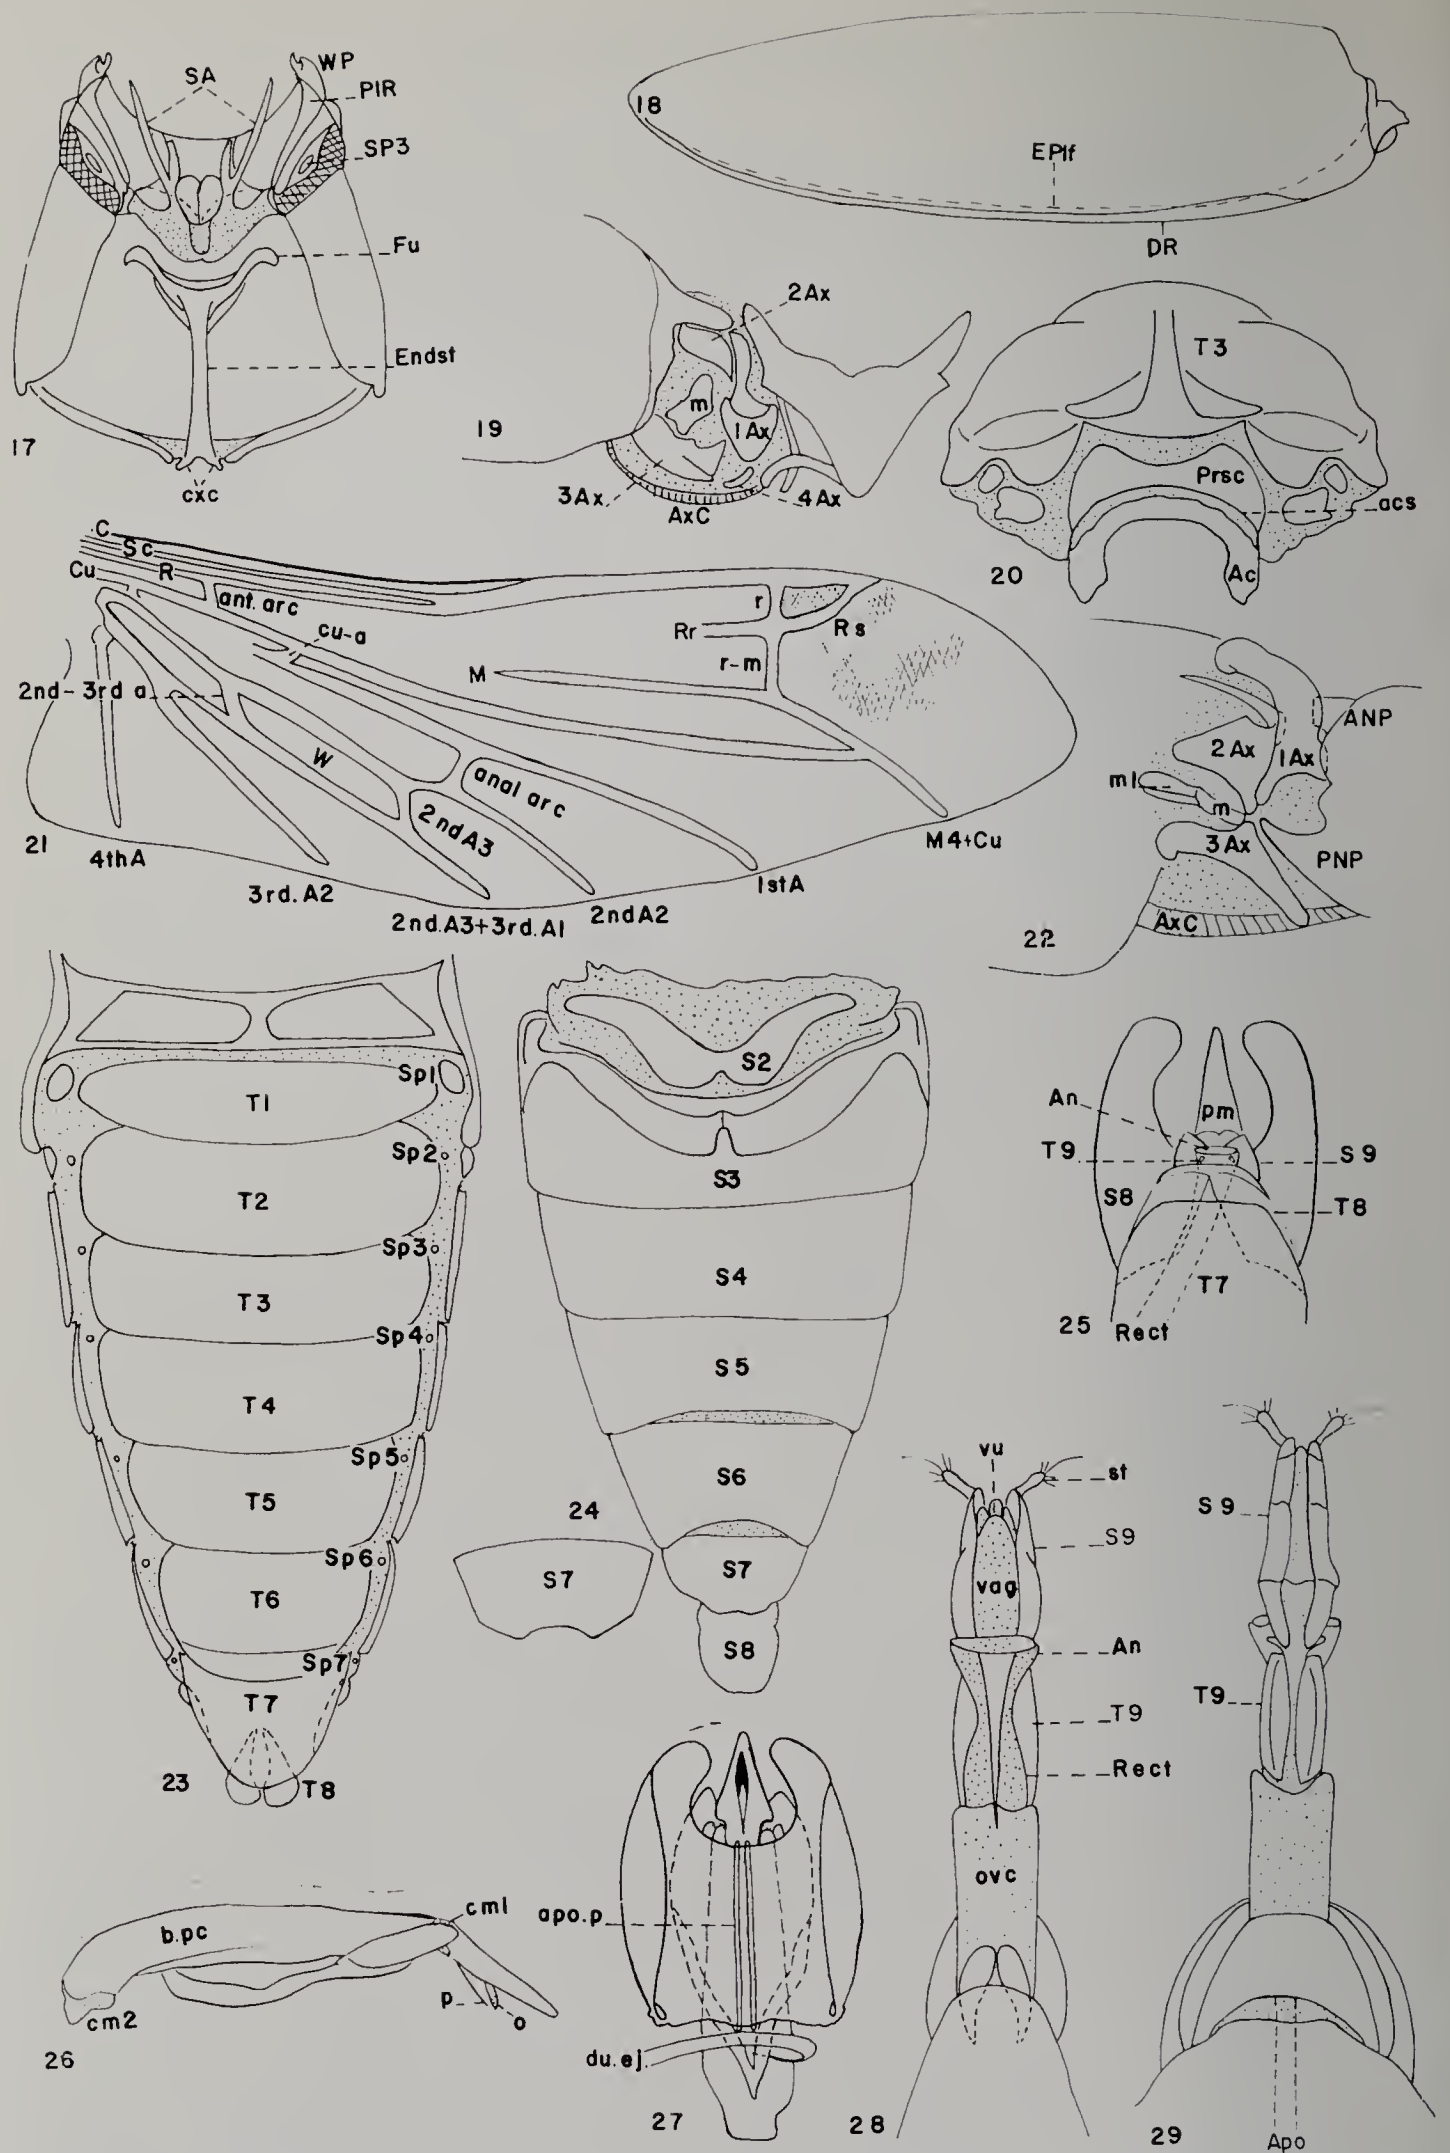 SA
WP
PIR
SP3
Fu
Endst
17
cxc
18
EPlf
DR
19
2Ax
m
1Ax
3Ax
AxC
4Ax
T3
Prsc
acs
Ac
20
C
Sc
Cu
R
ant. arc
cu-a
r
Rr
Rs
r-m
M
2nd-3rd a
W
anal arc
2ndA3
M4+Cu
21
4thA
3rd.A2
1stA
2nd.A3+3rd.A1
2ndA2
ANP
2Ax
1Ax
m1
m
3Ax
PNP
AxC
22
Sp1
T1
Sp2
T2
Sp3
T3
Sp4
T4
Sp5
T5
Sp6
T6
Sp7
T7
23
T8
S2
S3
S4
S5
S6
24
S7
S7
S8
An
pm
T9
S9
S8
T8
T7
25
Rect
vu
st
S9
vag
An
T9
Rect
ovc
28
S9
T9
29
Apo
cm1
b.pc
cm2
p
o
26
apo.p
du.ej.
27